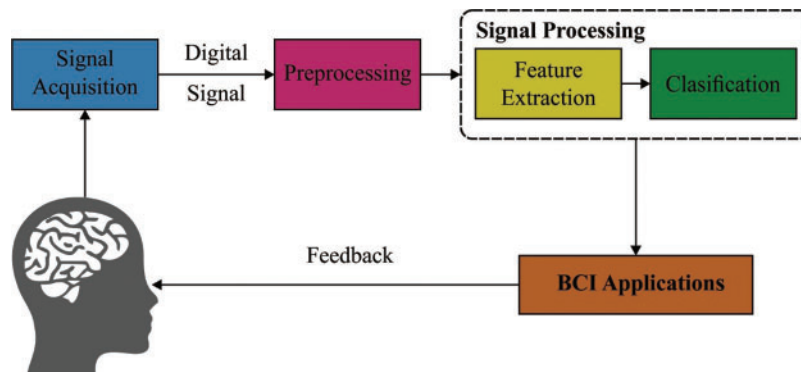 Signal
Acquisition
Digital
Signal
Preprocessing
Signal Processing
Feature
Extraction
Clasification
Feedback
BCI Applications